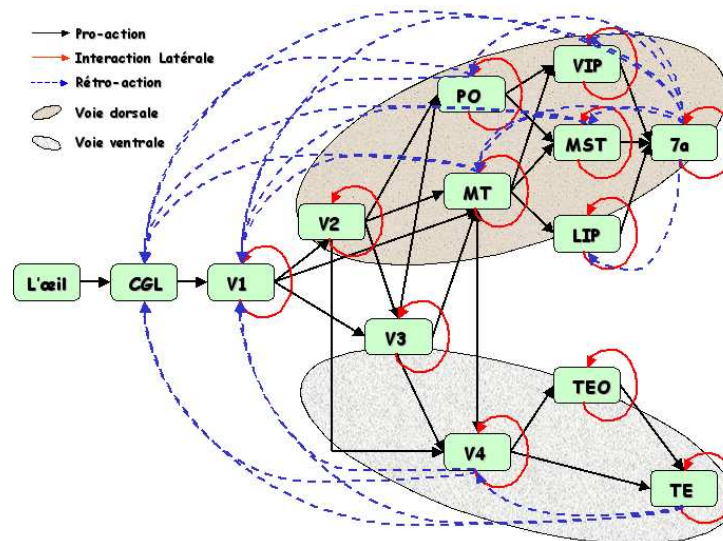 Pro-action
Interaction Latérale
Rétro-action
Voie dorsale
Voie ventrale
VIP
PO
MST
7a
MT
V2
LIP
L'œil
CGL
V1
V3
TEO
V4
TE